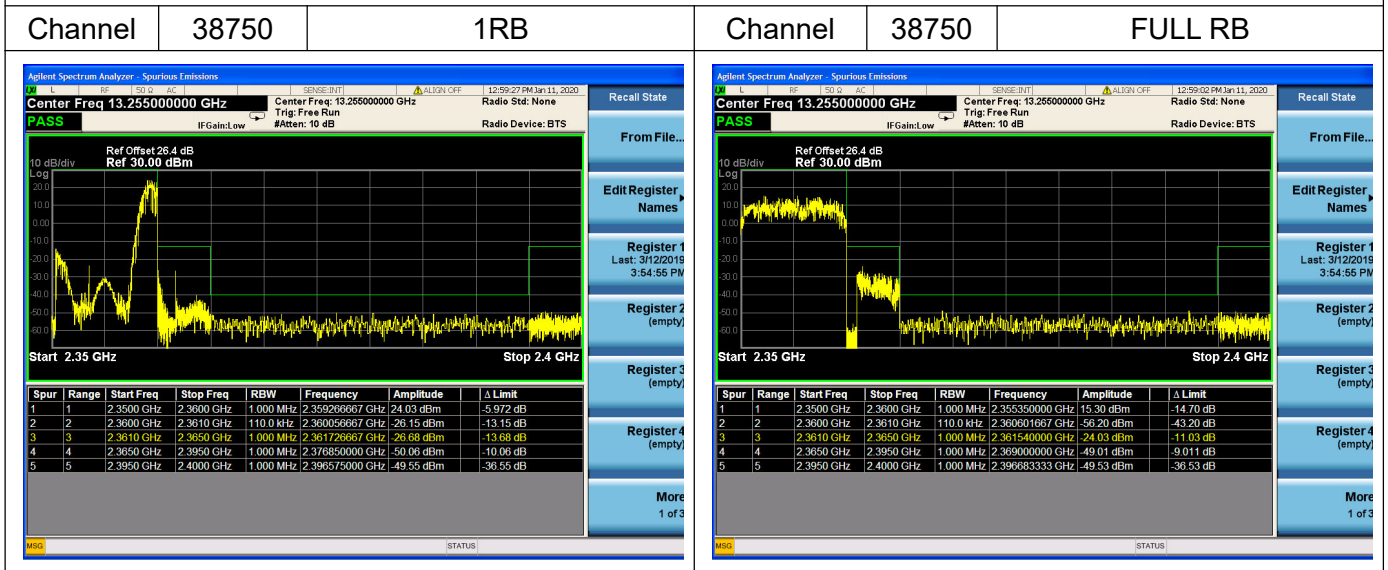 Channel 38750 1RB Channel 38750 FULL RB
Agilent Spectrum Analyzer - Spurious Emissions
LXI L RF 50 Ω AC SENSE:INT ALIGN OFF 12:59:27 PM Jan 11, 2020
Center Freq 13.255000000 GHz Center Freq: 13.255000000 GHz Radio Std: None
Trig: Free Run
PASS IFGain:Low #Atten: 10 dB Radio Device: BTS
Ref Offset 26.4 dB
10 dB/div Ref 30.00 dBm
Log
20.0
10.0
0.00
-10.0
-20.0
-30.0
-40.0
-50.0
-60.0
Start 2.35 GHz Stop 2.4 GHz
Spur Range Start Freq Stop Freq RBW Frequency Amplitude Δ Limit
1 1 2.3500 GHz 2.3600 GHz 1.000 MHz 2.359266667 GHz 24.03 dBm -5.972 dB
2 2 2.3600 GHz 2.3610 GHz 110.0 kHz 2.360056667 GHz -26.15 dBm -13.15 dB
3 3 2.3610 GHz 2.3650 GHz 1.000 MHz 2.361726667 GHz -26.68 dBm -13.68 dB
4 4 2.3650 GHz 2.3950 GHz 1.000 MHz 2.376850000 GHz -50.06 dBm -10.06 dB
5 5 2.3950 GHz 2.4000 GHz 1.000 MHz 2.396575000 GHz -49.55 dBm -36.55 dB
MSG STATUS
Recall State
From File...
Edit Register
Names
Register 1
Last: 3/12/2019
3:54:55 PM
Register 2
(empty)
Register 3
(empty)
Register 4
(empty)
More
1 of 3
Agilent Spectrum Analyzer - Spurious Emissions
LXI L RF 50 Ω AC SENSE:INT ALIGN OFF 12:59:02 PM Jan 11, 2020
Center Freq 13.255000000 GHz Center Freq: 13.255000000 GHz Radio Std: None
Trig: Free Run
PASS IFGain:Low #Atten: 10 dB Radio Device: BTS
Ref Offset 26.4 dB
10 dB/div Ref 30.00 dBm
Log
20.0
10.0
0.00
-10.0
-20.0
-30.0
-40.0
-50.0
-60.0
Start 2.35 GHz Stop 2.4 GHz
Spur Range Start Freq Stop Freq RBW Frequency Amplitude Δ Limit
1 1 2.3500 GHz 2.3600 GHz 1.000 MHz 2.355350000 GHz 15.30 dBm -14.70 dB
2 2 2.3600 GHz 2.3610 GHz 110.0 kHz 2.360601667 GHz -56.20 dBm -43.20 dB
3 3 2.3610 GHz 2.3650 GHz 1.000 MHz 2.361540000 GHz -24.03 dBm -11.03 dB
4 4 2.3650 GHz 2.3950 GHz 1.000 MHz 2.369000000 GHz -49.01 dBm -9.011 dB
5 5 2.3950 GHz 2.4000 GHz 1.000 MHz 2.396683333 GHz -49.53 dBm -36.53 dB
MSG STATUS
Recall State
From File...
Edit Register
Names
Register 1
Last: 3/12/2019
3:54:55 PM
Register 2
(empty)
Register 3
(empty)
Register 4
(empty)
More
1 of 3